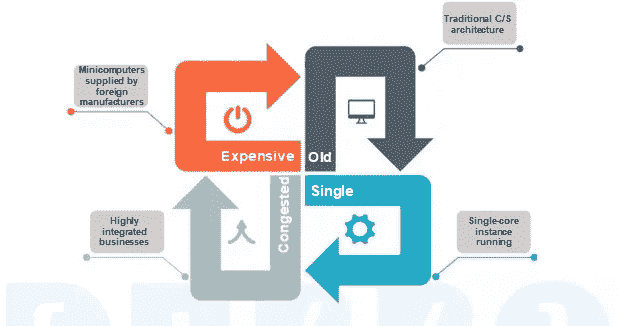 Traditional C/S
architecture
Minicomputers
supplied by
foreign
manufacturers
Expensive
Old
Congested
Single
Highly
integrated
businesses
Single-core
instance
running